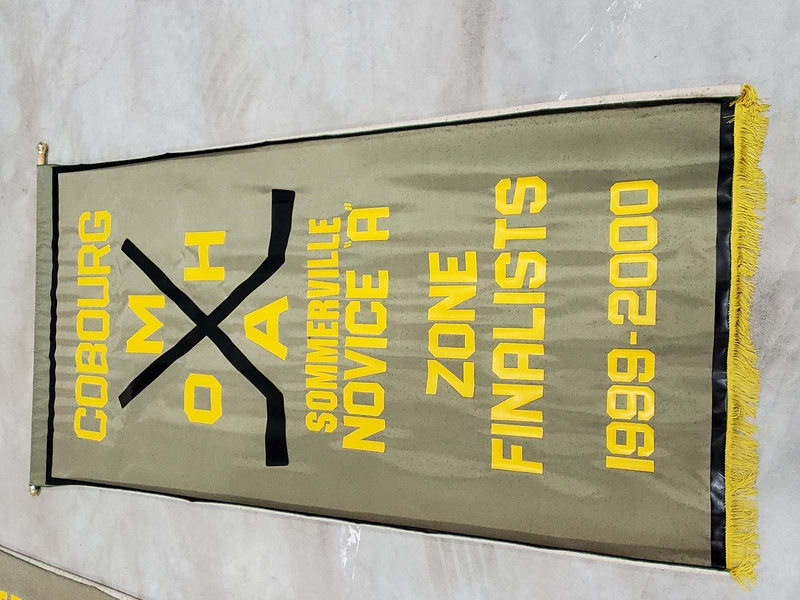 COBOURG
M
O H
A
SOMMERVILLE
NOVICE "A"
ZONE
FINALISTS
1999-2000